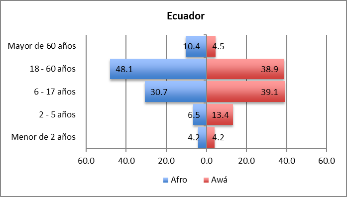 Ecuador
Mayor de 60 años 10.4 4.5
18 - 60 años 48.1 38.9
6 - 17 años 30.7 39.1
2 - 5 años 6.5 13.4
Menor de 2 años 4.2 4.2
60.0 40.0 20.0 0.0 20.0 40.0 60.0
Afro Awá